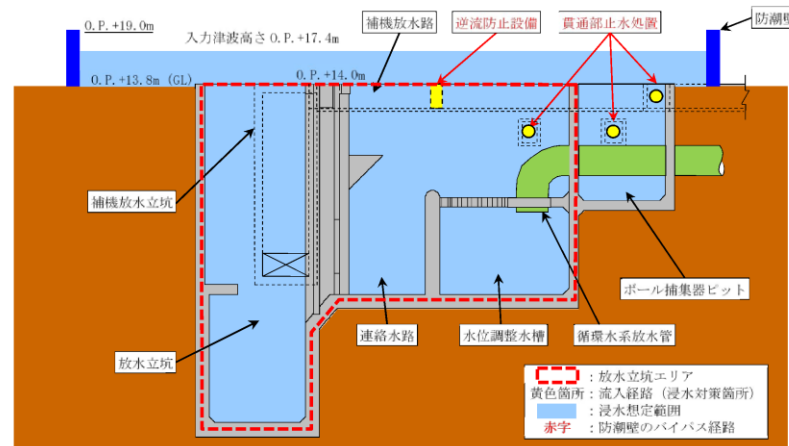 O.P.+19.0m
入力津波高さ O.P.+17.4m
補機放水路
逆流防止設備
貫通部止水処置
防潮壁
O.P.+13.8m (GL)
O.P.+14.0m
補機放水立坑
ボール捕集器ピット
放水立坑
連絡水路
水位調整水槽
循環水系放水管
：放水立坑エリア
黄色箇所：流入経路（浸水対策箇所）
：浸水想定範囲
赤字：防潮壁のバイパス経路